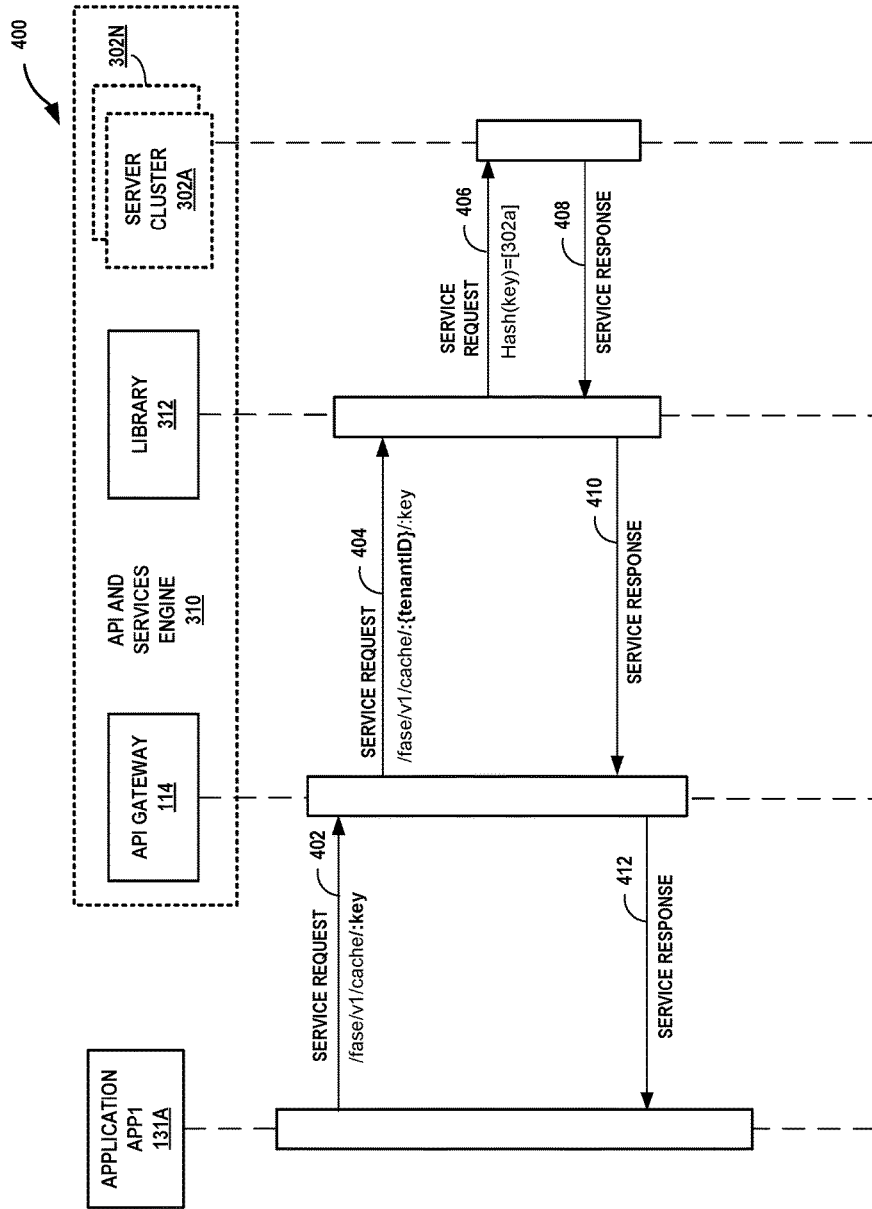 400
302N
SERVER
CLUSTER
302A
LIBRARY
312
API AND
SERVICES
ENGINE
310
API GATEWAY
114
APPLICATION
APP1
131A
SERVICE REQUEST
402
/fase/v1/cache/:key
SERVICE REQUEST
404
/fase/v1/cache/:{tenantID}/:key
SERVICE
REQUEST
406
Hash(key)=[302a]
408
SERVICE RESPONSE
410
SERVICE RESPONSE
412
SERVICE RESPONSE